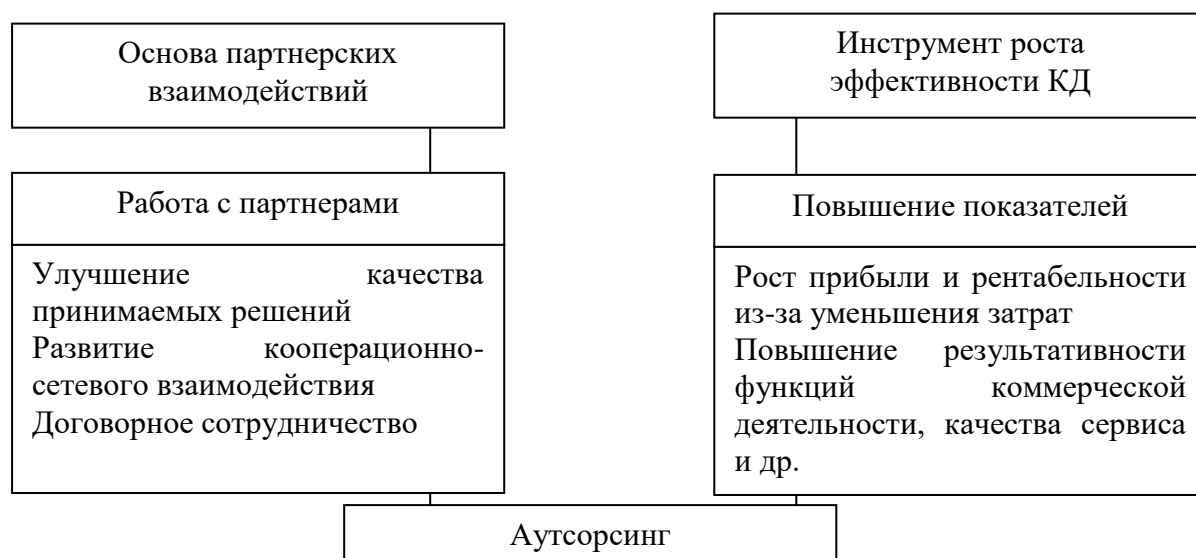 Основа партнерских
взаимодействий
Инструмент роста
эффективности КД
Работа с партнерами
Улучшение качества
принимаемых решений
Развитие кооперационно-
сетевого взаимодействия
Договорное сотрудничество
Повышение показателей
Рост прибыли и рентабельности
из-за уменьшения затрат
Повышение результативности
функций коммерческой
деятельности, качества сервиса
и др.
Аутсорсинг